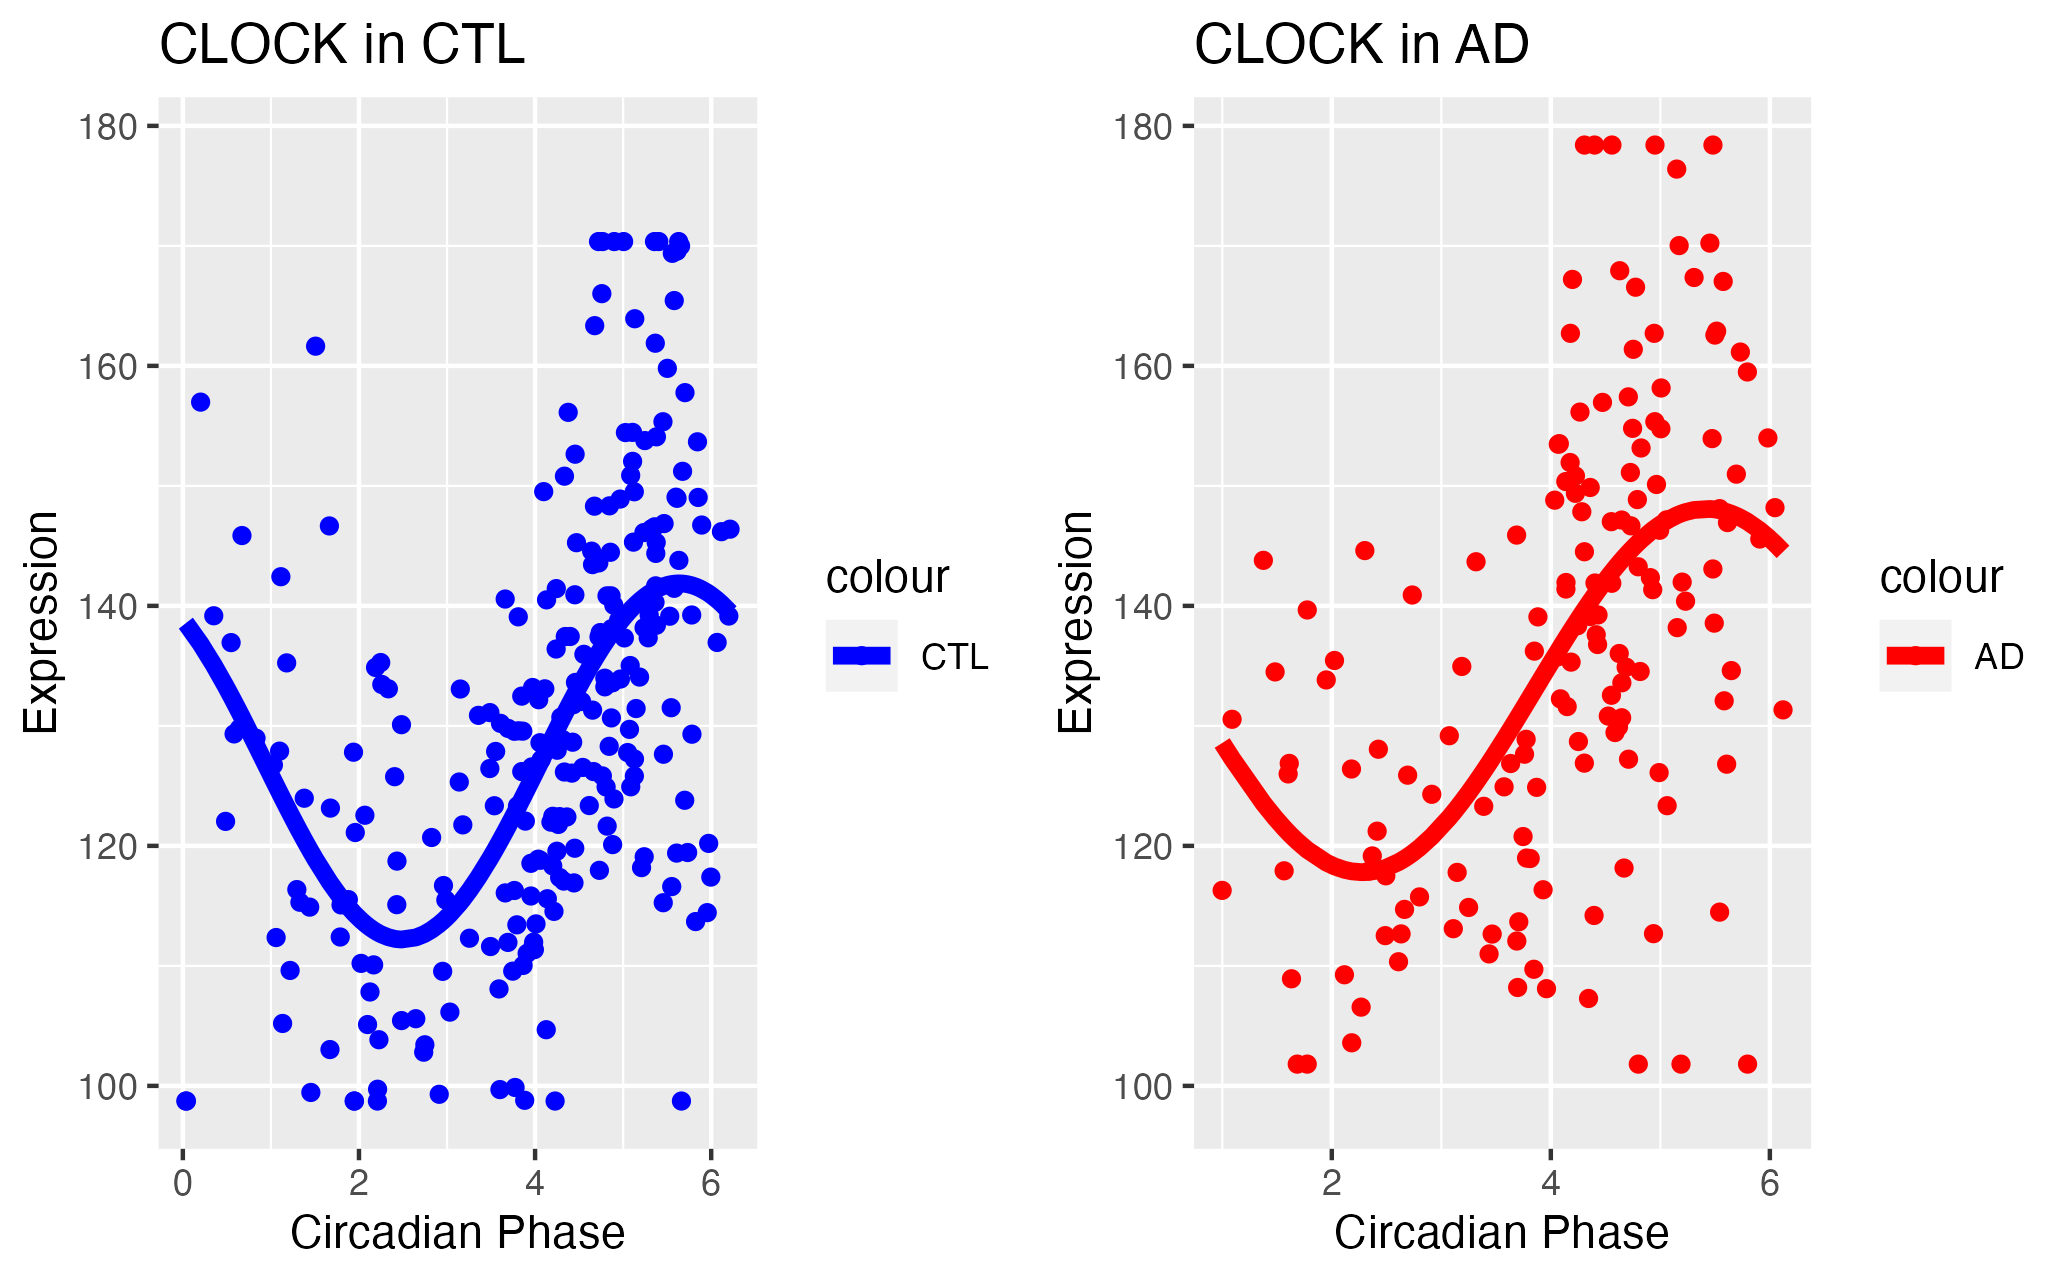 CLOCK in CTL
180
160
140
120
100
Expression
0 2 4 6
Circadian Phase
colour
CTL
CLOCK in AD
180
160
140
120
100
Expression
2 4 6
Circadian Phase
colour
AD